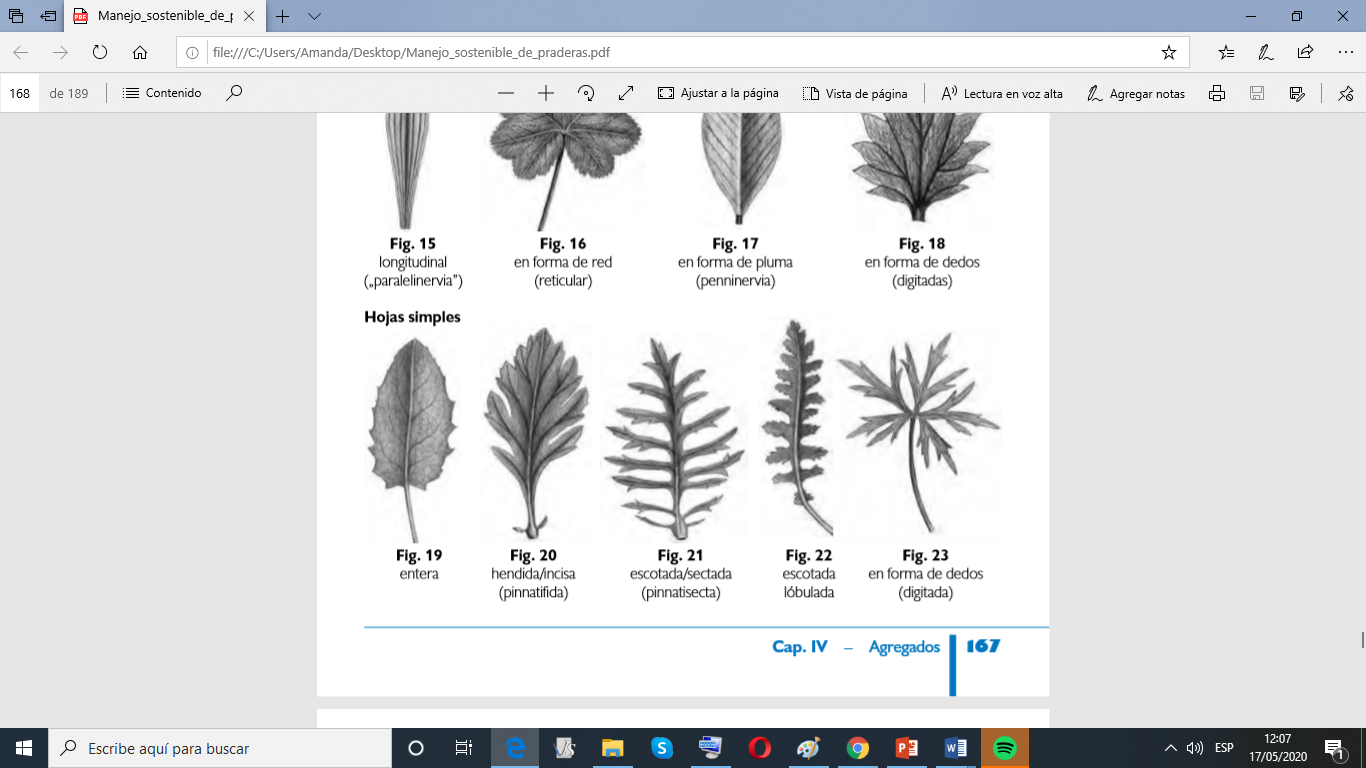 Manejo_sostenible_de_p
file:///C:/Users/Amanda/Desktop/Manejo_sostenible_de_praderas.pdf
168 de 189 Contenido Ajustar a la página Vista de página Lectura en voz alta Agregar notas
Fig. 15
longitudinal
(„paralelinervia”)
Fig. 16
en forma de red
(reticular)
Fig. 17
en forma de pluma
(penninervia)
Fig. 18
en forma de dedos
(digitadas)
Hojas simples
Fig. 19
entera
Fig. 20
hendida/incisa
(pinnatifida)
Fig. 21
escotada/sectada
(pinnatisecta)
Fig. 22
escotada
lóbulada
Fig. 23
en forma de dedos
(digitada)
Cap. IV – Agregados 167
Escribe aquí para buscar
ESP
12:07
17/05/2020